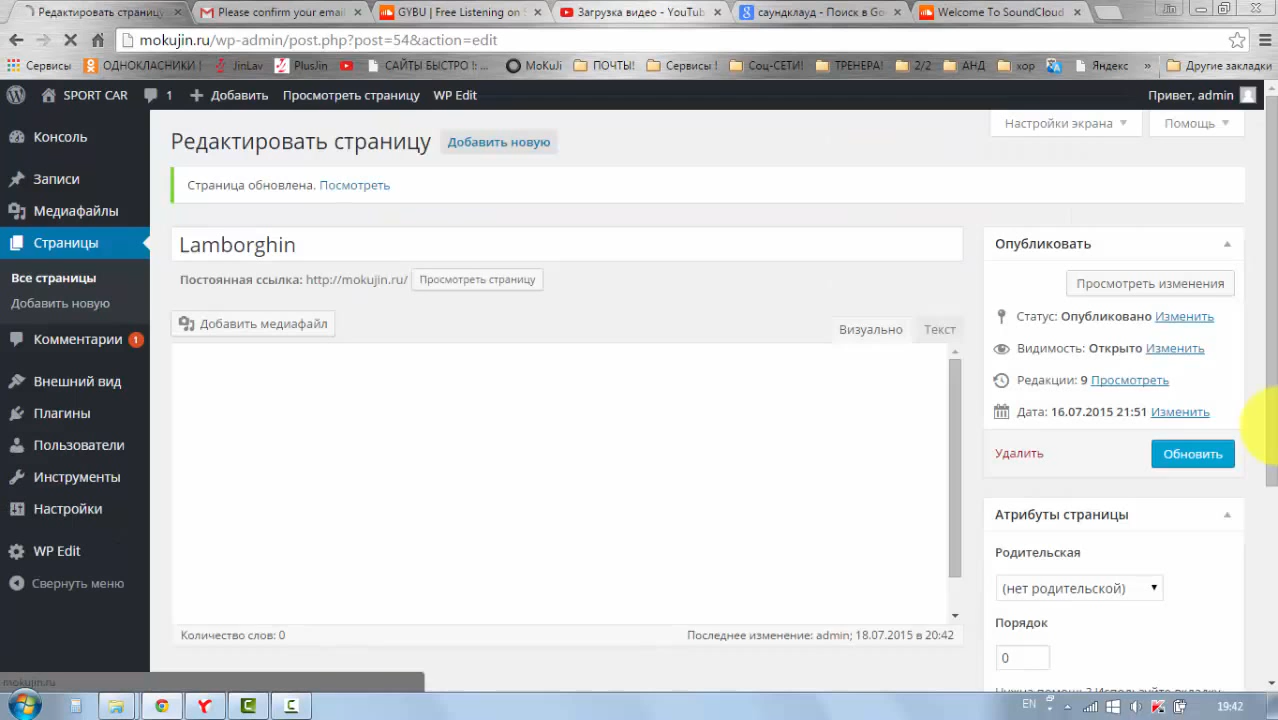 Редактировать страницу
Please confirm your email
GYBU | Free Listening on S
Загрузка видео - YouTub
саундклауд - Поиск в Go
Welcome To SoundCloud
Jin
mokujin.ru/wp-admin/post.php?post=54&action=edit
Сервисы ОДНОКЛАСНИКИ! JinLav PlusJin САЙТЫ БЫСТРО !: ... MoKuJi ПОЧТЫ! Сервисы ! Соц-СЕТИ! ТРЕНЕРА! 2/2 АНД хор Яндекс » Другие закладки
SPORT CAR 1 Добавить Просмотреть страницу WP Edit Привет, admin
Настройки экрана Помощь
Консоль
Записи
Медиафайлы
Страницы
Все страницы
Добавить новую
Комментарии 1
Внешний вид
Плагины
Пользователи
Инструменты
Настройки
WP Edit
Свернуть меню
Редактировать страницу Добавить новую
Страница обновлена. Посмотреть
Lamborghin
Постоянная ссылка: http://mokujin.ru/ Просмотреть страницу
Добавить медиафайл
Визуально Текст
Количество слов: 0 Последнее изменение: admin; 18.07.2015 в 20:42
Опубликовать
Просмотреть изменения
Статус: Опубликовано Изменить
Видимость: Открыто Изменить
Редакции: 9 Просмотреть
Дата: 16.07.2015 21:51 Изменить
Удалить Обновить
Атрибуты страницы
Родительская
(нет родительской)
Порядок
0
Нужна помощь? Используйте вкладку
mokujin.ru
EN 19:42